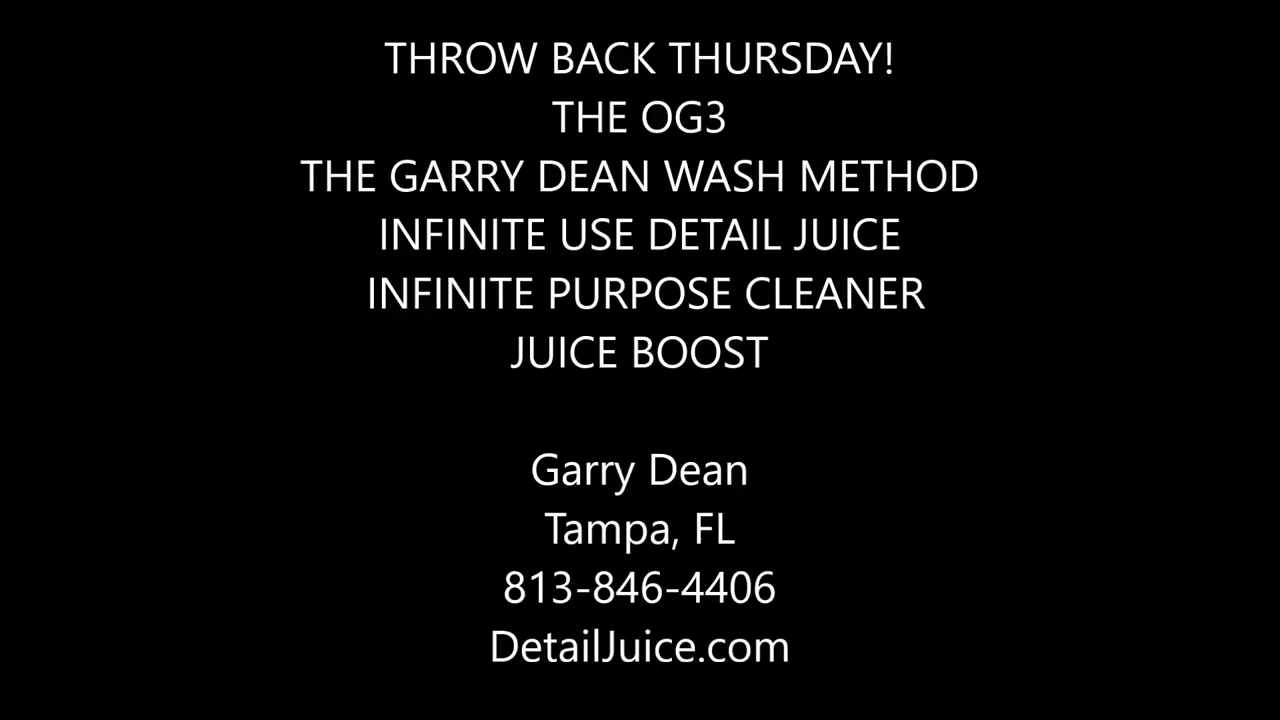 THROW BACK THURSDAY!
THE OG3
THE GARRY DEAN WASH METHOD
INFINITE USE DETAIL JUICE
INFINITE PURPOSE CLEANER
JUICE BOOST
Garry Dean
Tampa, FL
813-846-4406
DetailJuice.com